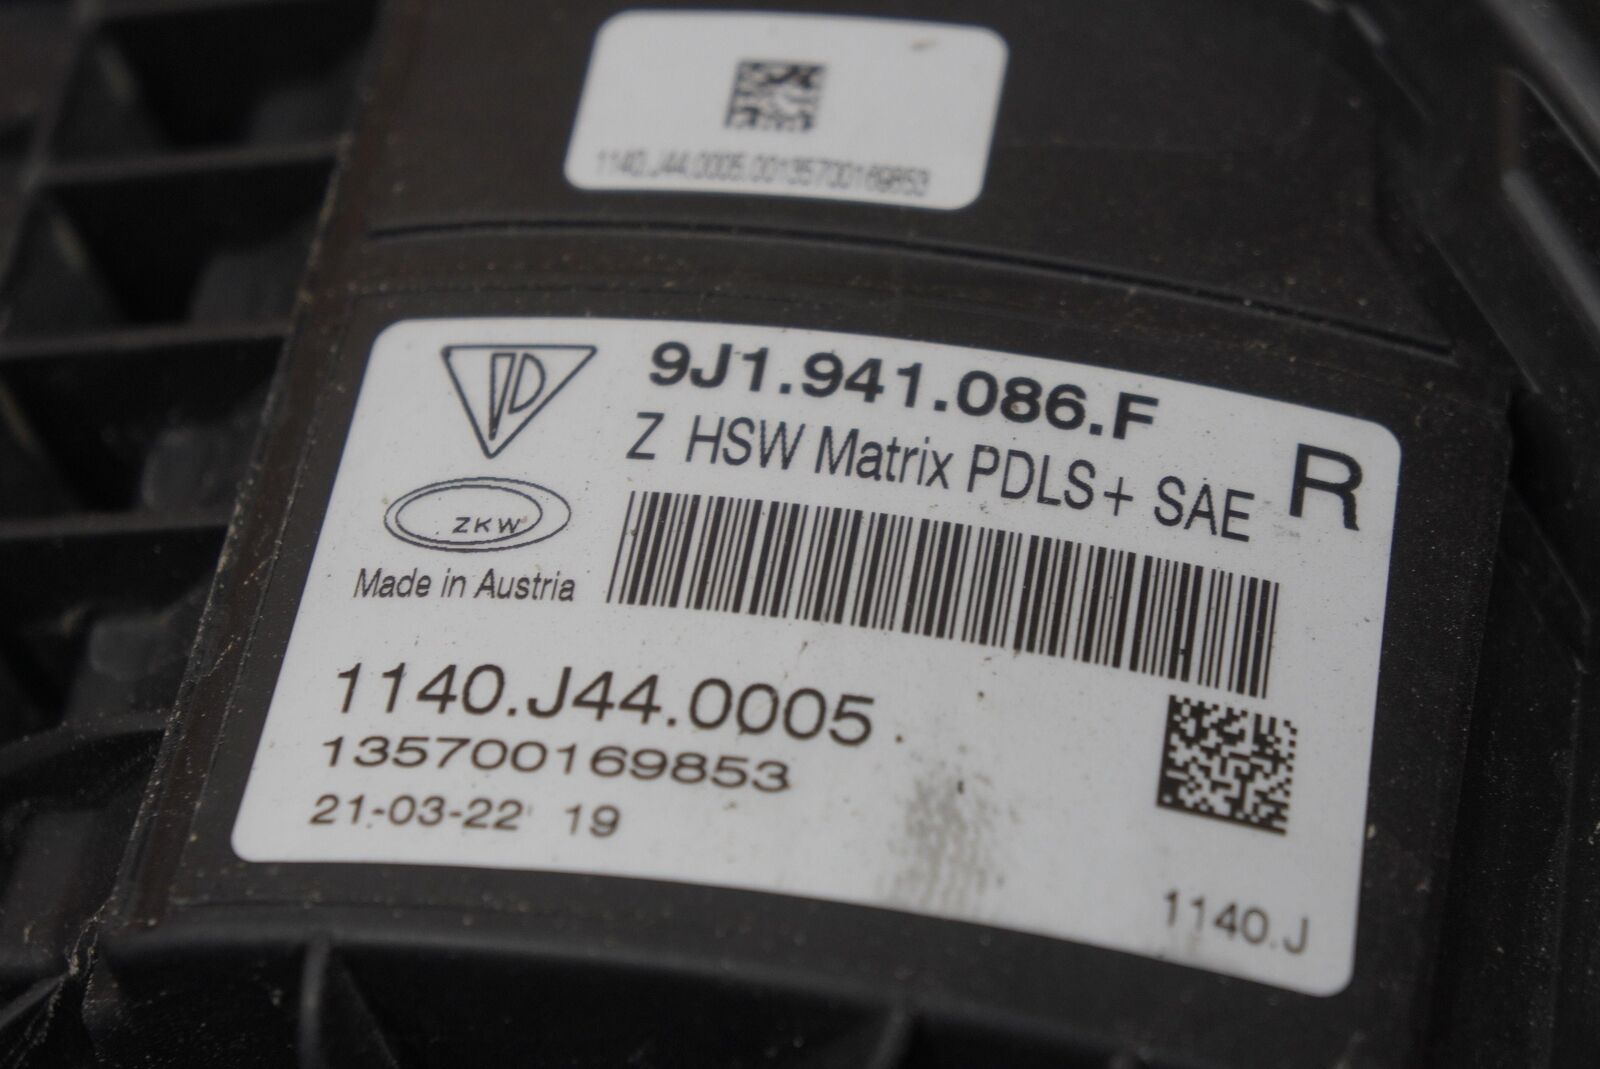 1140.J44.0005.00135700169853
9J1.941.086.F
Z HSW Matrix PDLS+ SAE
R
ZKW
Made in Austria
1140.J44.0005
135700169853
21-03-22 19
1140.J